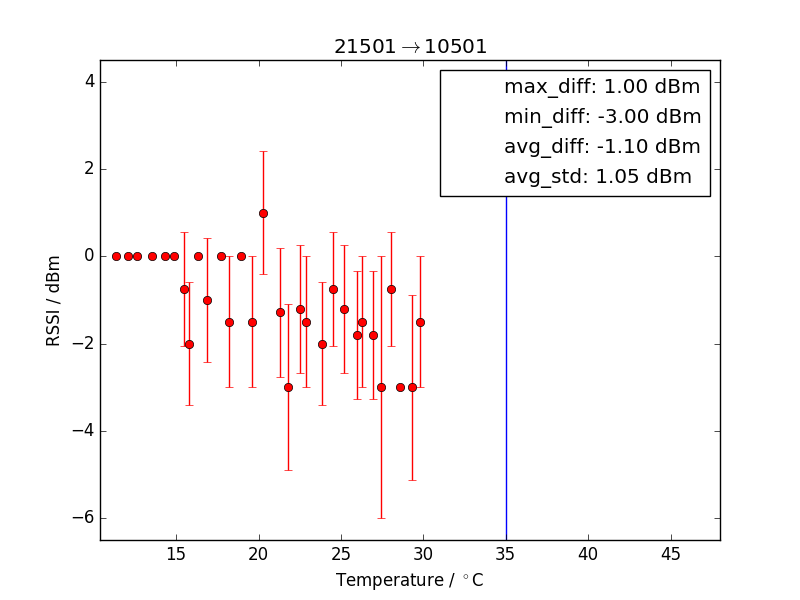 21501→10501
max_diff: 1.00 dBm
min_diff: -3.00 dBm
avg_diff: -1.10 dBm
avg_std: 1.05 dBm
RSSI / dBm
4
2
0
−2
−4
−6
15 20 25 30 35 40 45
Temperature / °C